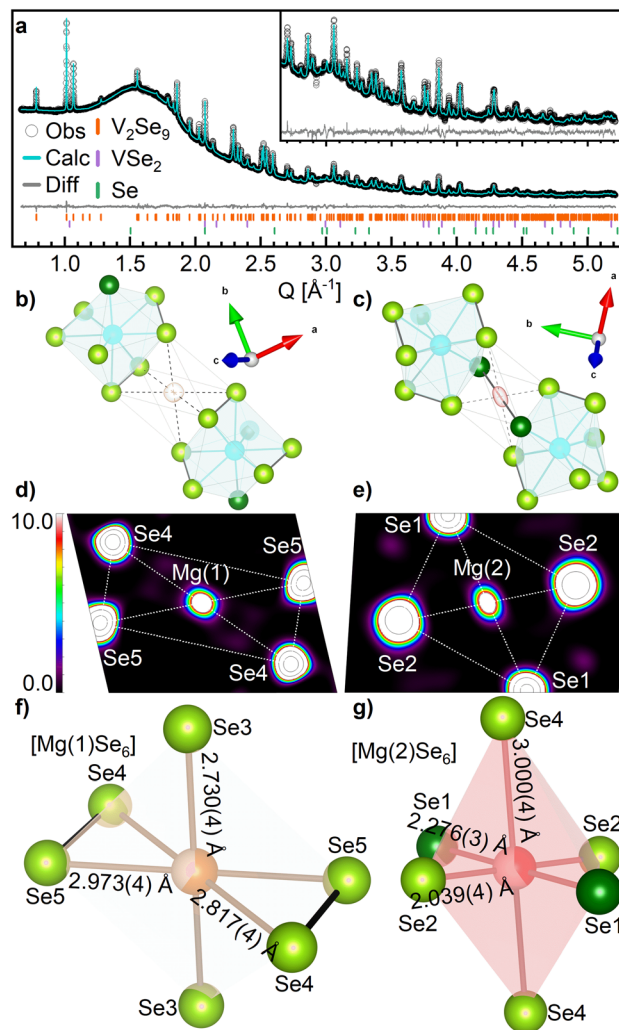 a
Obs V₂Se₉
Calc VSe₂
Diff Se
1.0 1.5 2.0 2.5 3.0 3.5 4.0 4.5 5.0
Q [Å⁻¹]
b) c)
b a c
a b c
d) e)
10.0
0.0
Se4 Se5
Mg(1)
Se5 Se4
Se1 Se2
Mg(2)
Se2 Se1
f) g)
[Mg(1)Se₆]
Se3
Se4
2.730(4) Å
Se5
Se5
2.973(4) Å
2.817(4) Å
Se4
Se3
[Mg(2)Se₆]
Se4
3.000(4) Å
Se1
2.276(3) Å
Se2
2.039(4) Å
Se2
Se1
Se4